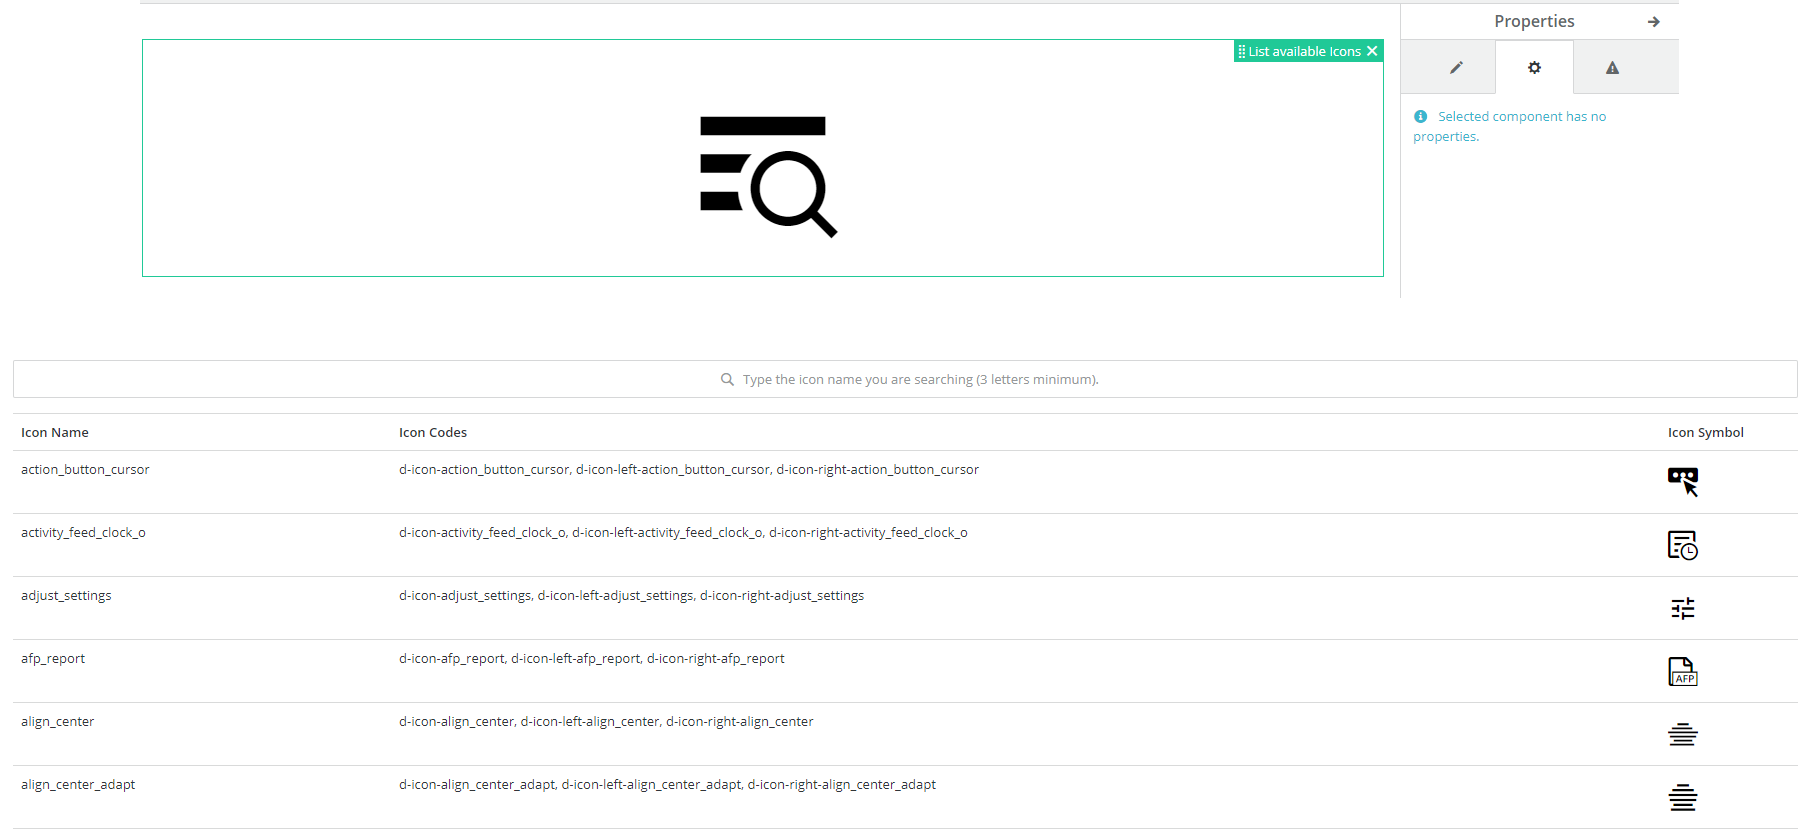 List available Icons
Properties
Selected component has no
properties.
Type the icon name you are searching (3 letters minimum).
Icon Name Icon Codes Icon Symbol
action_button_cursor d-icon-action_button_cursor, d-icon-left-action_button_cursor, d-icon-right-action_button_cursor
activity_feed_clock_o d-icon-activity_feed_clock_o, d-icon-left-activity_feed_clock_o, d-icon-right-activity_feed_clock_o
adjust_settings d-icon-adjust_settings, d-icon-left-adjust_settings, d-icon-right-adjust_settings
afp_report d-icon-afp_report, d-icon-left-afp_report, d-icon-right-afp_report AFP
align_center d-icon-align_center, d-icon-left-align_center, d-icon-right-align_center
align_center_adapt d-icon-align_center_adapt, d-icon-left-align_center_adapt, d-icon-right-align_center_adapt